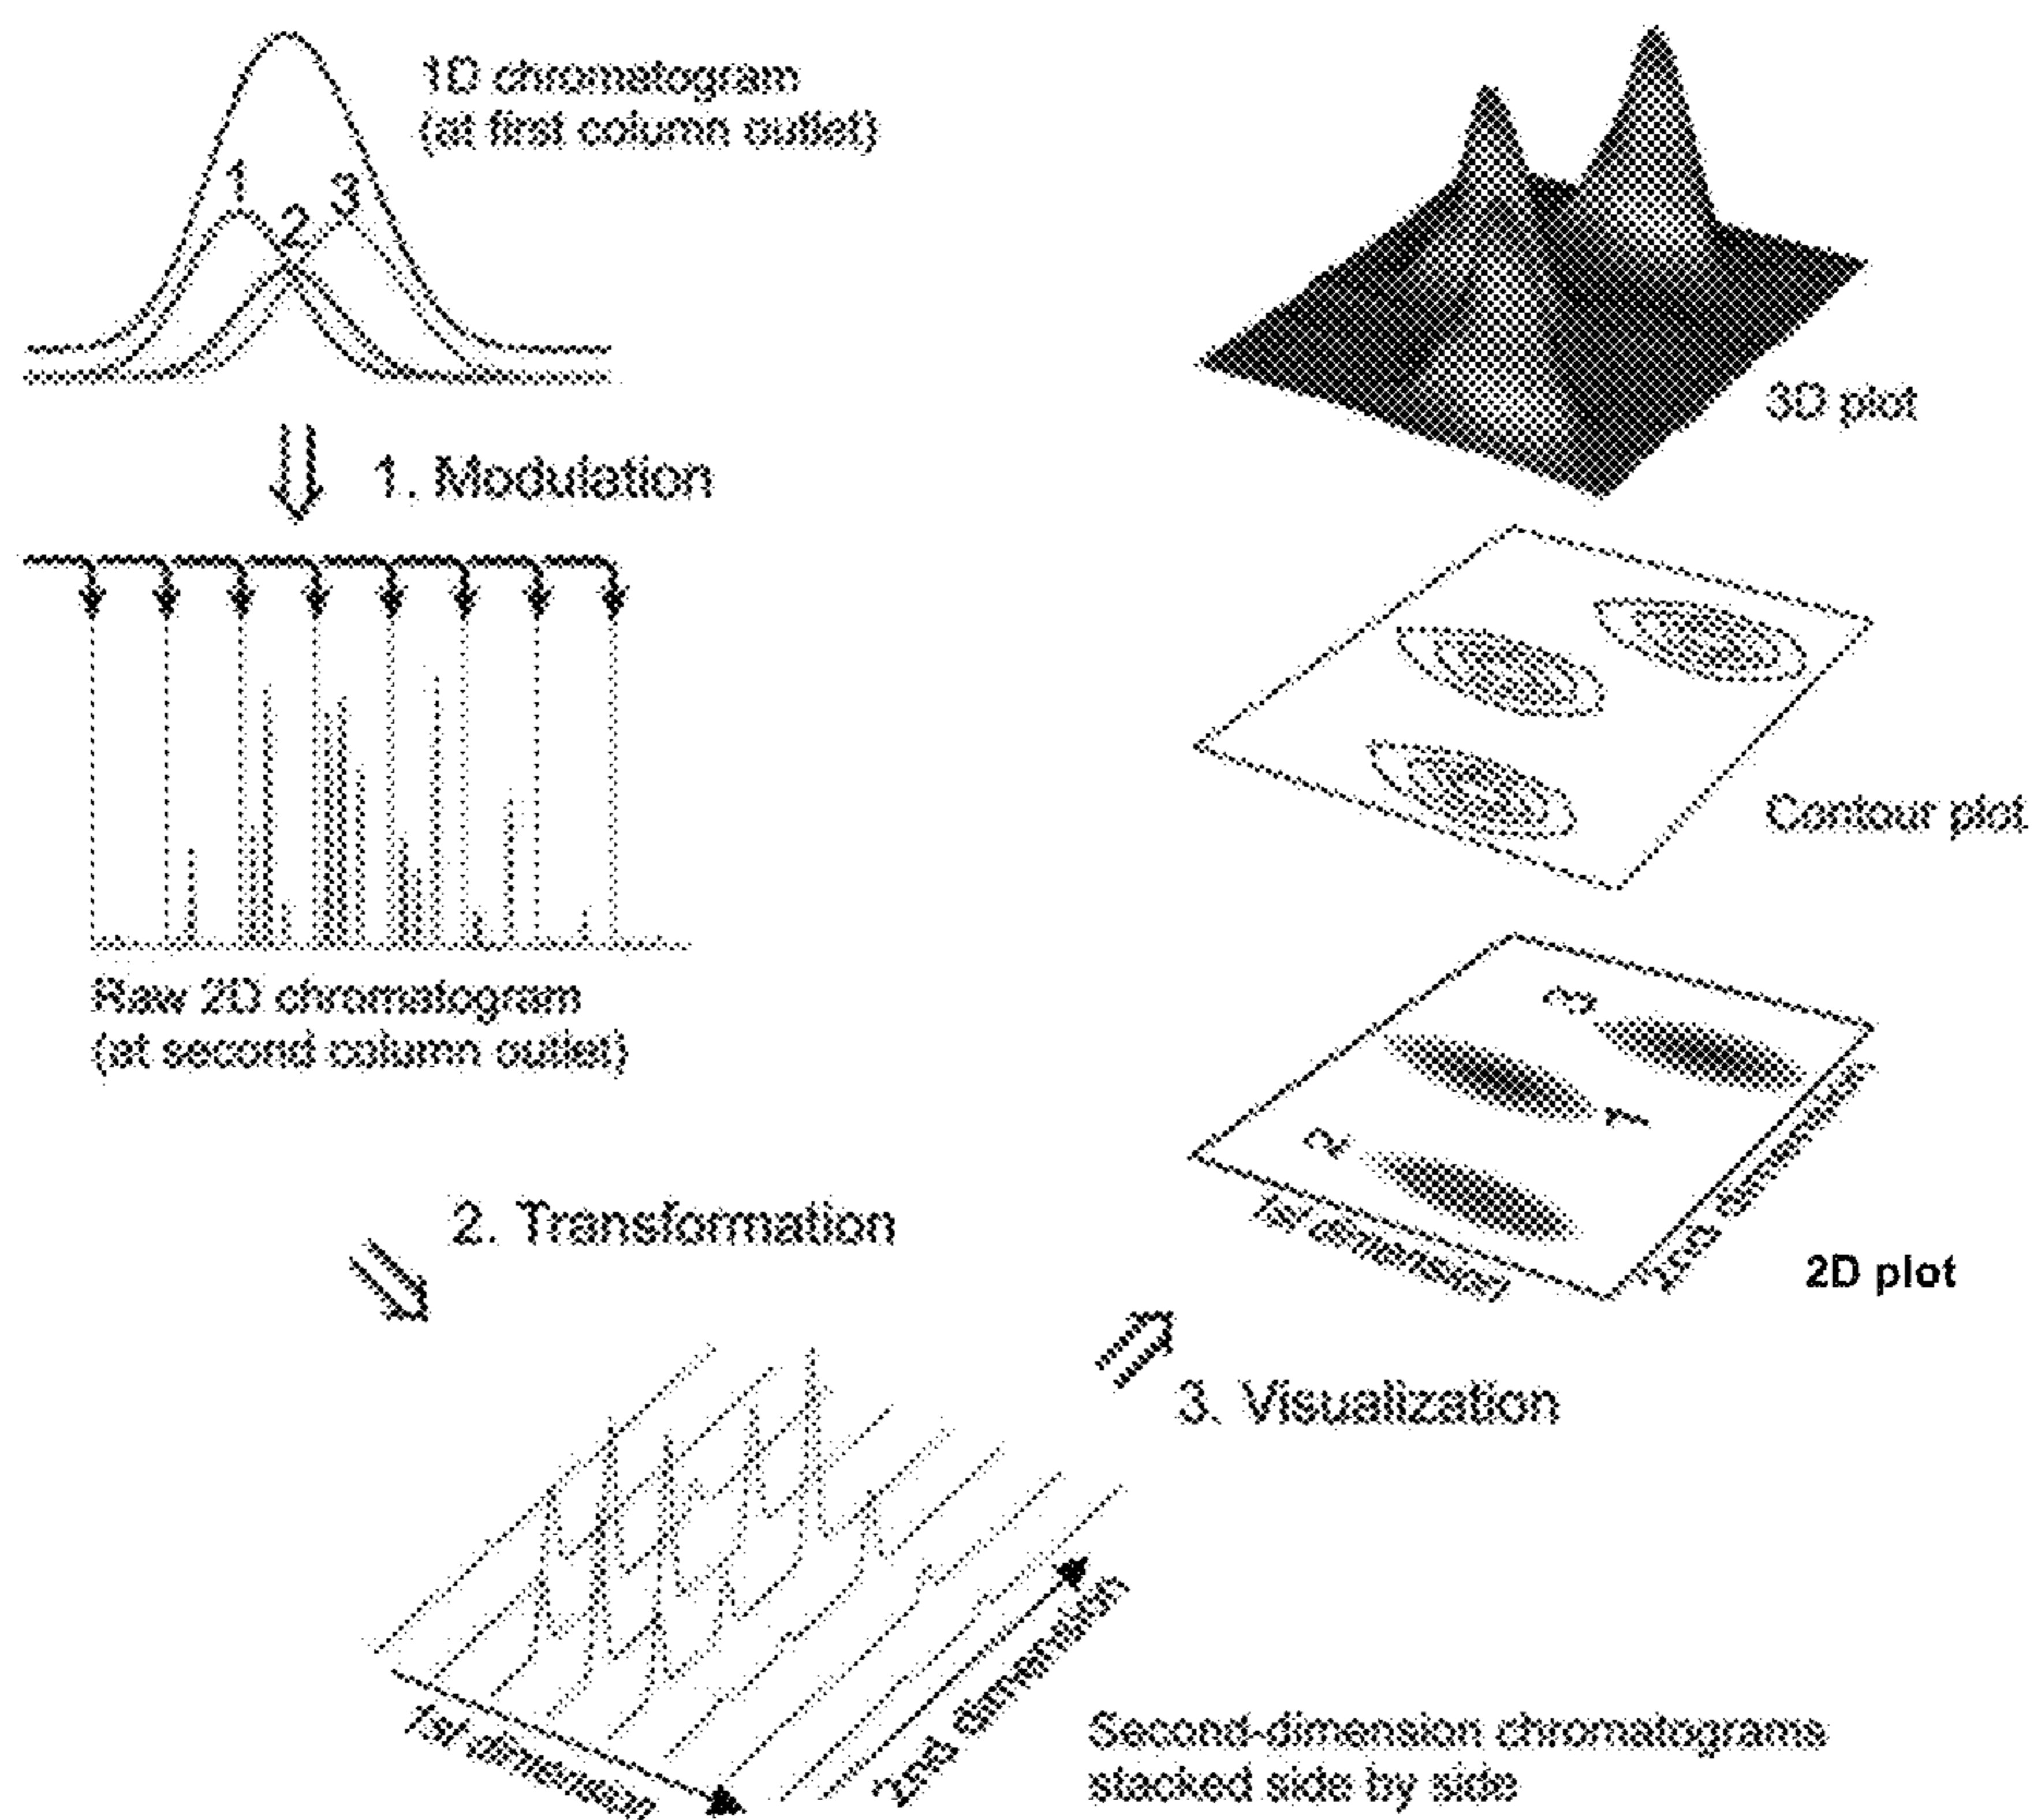 1D chromatogram
(at first column outlet)
1
2
3
1. Modulation
Raw 2D chromatogram
(at second column outlet)
2. Transformation
1st dimension
2nd dimension
Second-dimension chromatograms
stacked side by side
3. Visualization
3D plot
Contour plot
3
1
2
1st dimension
2nd dimension
2D plot